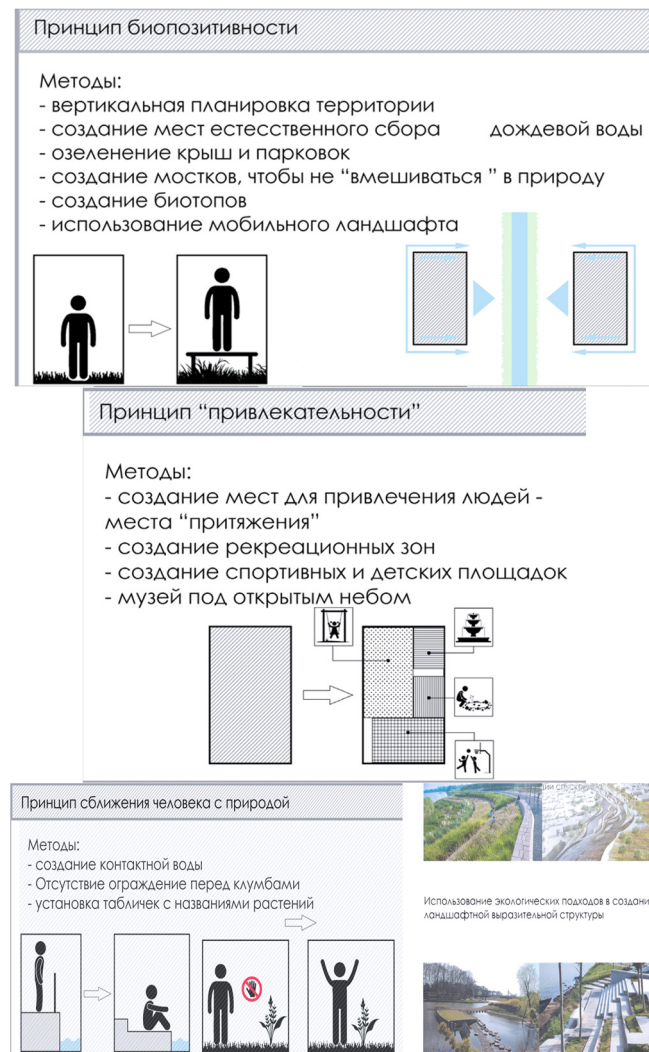 Принцип биопозитивности
Методы:
- вертикальная планировка территории
- создание мест естесственного сбора дождевой воды
- озеленение крыш и парковок
- создание мостков, чтобы не “вмешиваться ” в природу
- создание биотопов
- использование мобильного ландшафта
Принцип “привлекательности”
Методы:
- создание мест для привлечения людей -
места “притяжения”
- создание рекреационных зон
- создание спортивных и детских площадок
- музей под открытым небом
Принцип сближения человека с природой
Методы:
- создание контактной воды
- Отсутствие ограждение перед клумбами
- установка табличек с названиями растений
Использование экологических подходов в создани
ландшафтной выразительной структуры